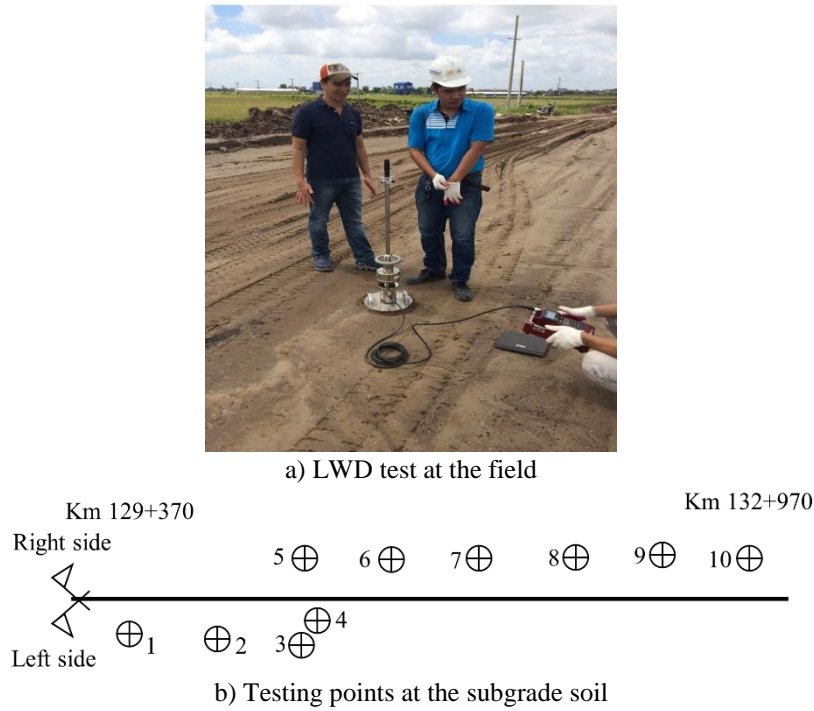 a) LWD test at the field
Km 129+370
Km 132+970
Right side
5
6
7
8
9
10
4
1
2
3
Left side
b) Testing points at the subgrade soil